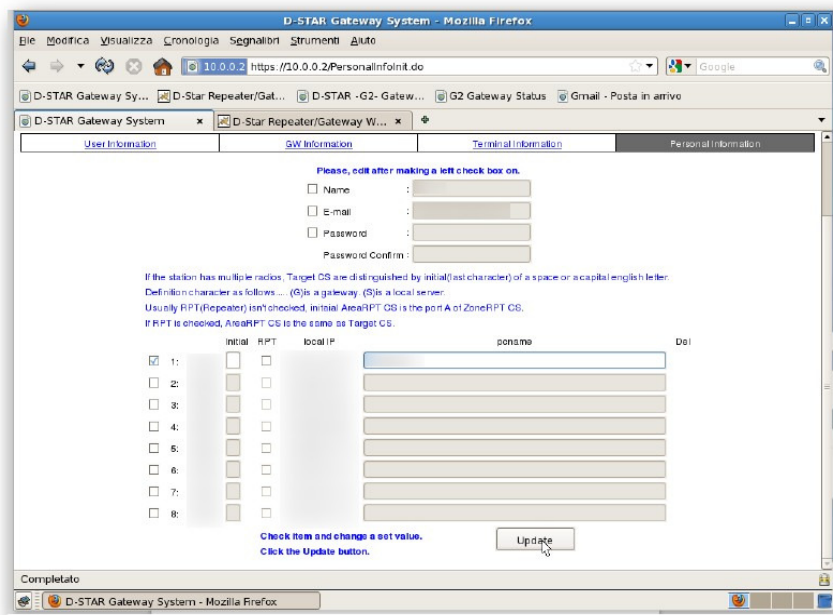 D-STAR Gateway System - Mozilla Firefox
File Modifica Visualizza Cronologia Segnalibri Strumenti Aiuto
10.0.0.2 https://10.0.0.2/PersonalInfoInit.do Google
D-STAR Gateway Sy... D-Star Repeater/Gat... D-STAR -G2- Gatew... G2 Gateway Status Gmail - Posta in arrivo
D-STAR Gateway System D-Star Repeater/Gateway W...
User Information GW Information Terminal Information Personal Information
Please, edit after making a left check box on.
Name :
E-mail :
Password :
Password Confirm :
If the station has multiple radios, Target CS are distinguished by initial(last character) of a space or a capital english letter.
Definition character as follows..... (G)is a gateway. (S)is a local server.
Usually RPT(Repeater) isn't checked, initaial AreaRPT CS is the port A of ZoneRPT CS.
If RPT is checked, AreaRPT CS is the same as Target CS.
Initial RPT local IP pcname Del
1:
2:
3:
4:
5:
6:
7:
8:
Check item and change a set value.
Click the Update button.
Update
Completato
D-STAR Gateway System - Mozilla Firefox